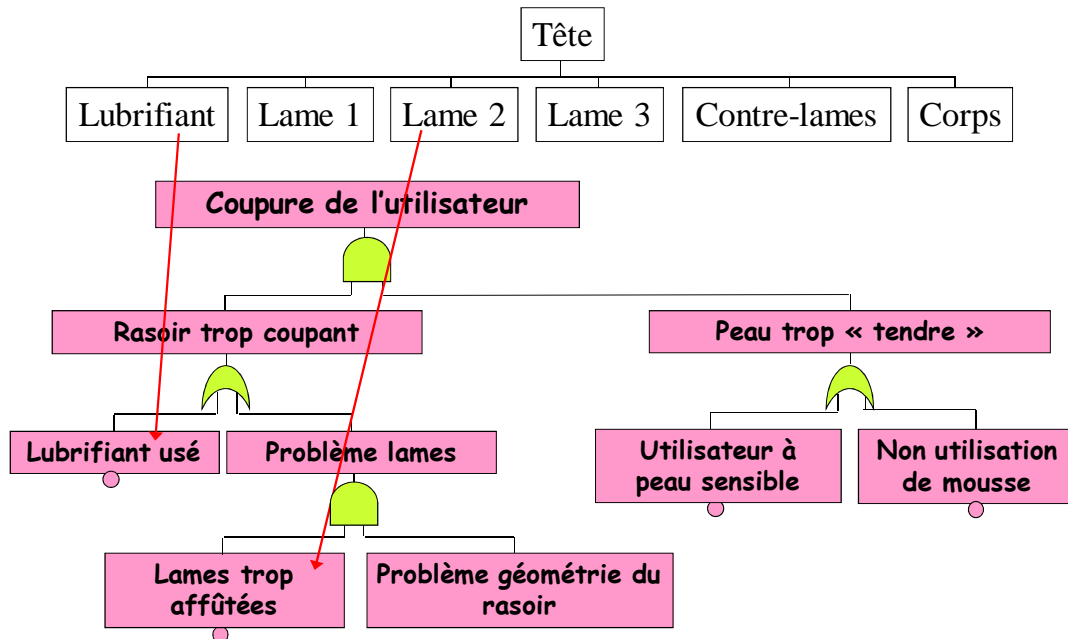 Tête
Lubrifiant
Lame 1
Lame 2
Lame 3
Contre-lames
Corps
Coupure de l'utilisateur
Rasoir trop coupant
Peau trop « tendre »
Lubrifiant usé
Problème lames
Utilisateur à
peau sensible
Non utilisation
de mousse
Lames trop
affûtées
Problème géométrie du
rasoir